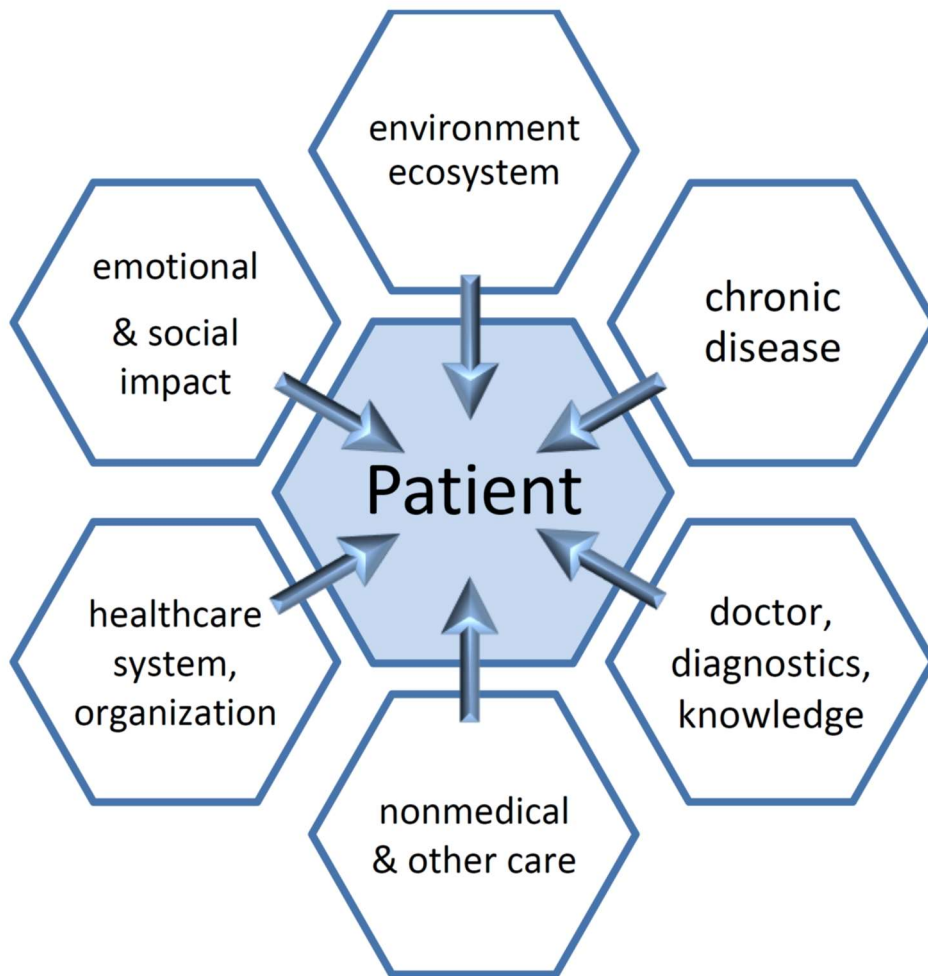 environment
ecosystem
emotional
& social
impact
chronic
disease
Patient
healthcare
system,
organization
doctor,
diagnostics,
knowledge
nonmedical
& other care